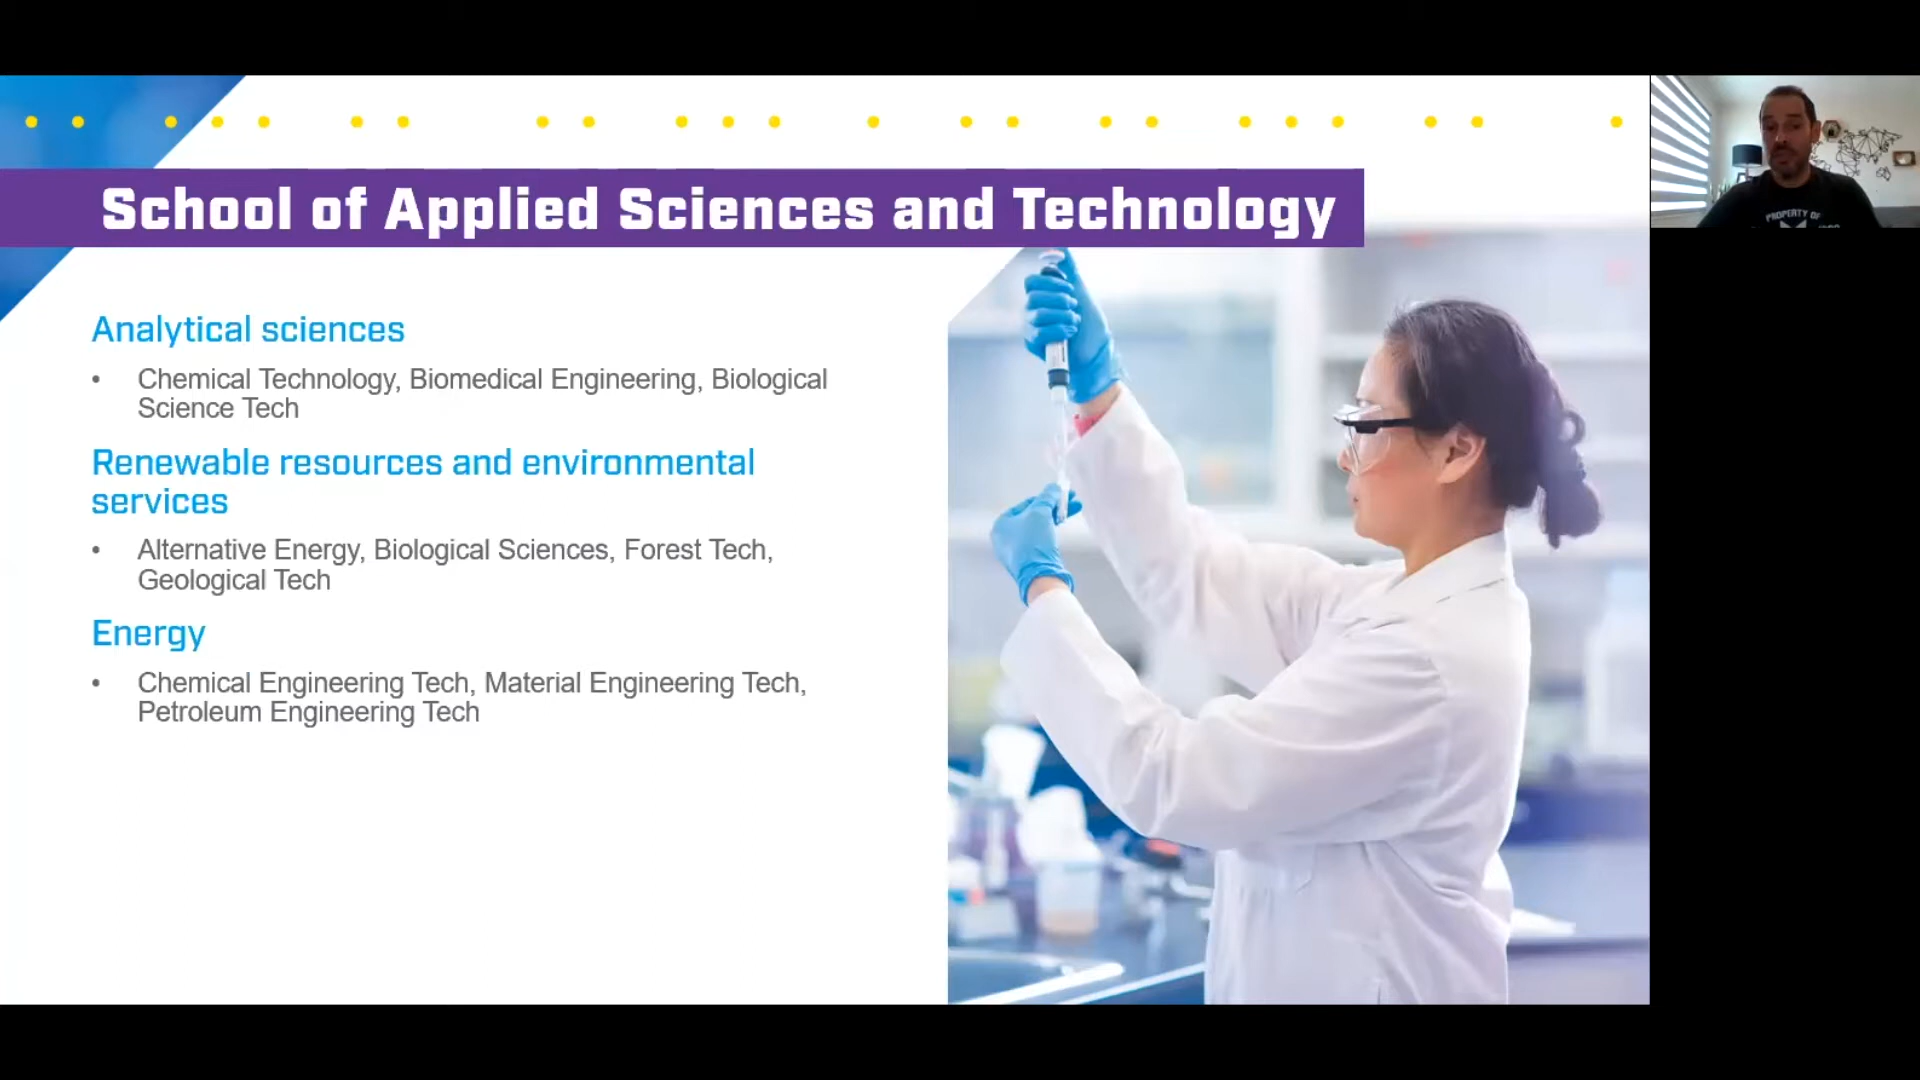 School of Applied Sciences and Technology
Analytical sciences
• Chemical Technology, Biomedical Engineering, Biological
Science Tech
Renewable resources and environmental
services
• Alternative Energy, Biological Sciences, Forest Tech,
Geological Tech
Energy
• Chemical Engineering Tech, Material Engineering Tech,
Petroleum Engineering Tech
PROPERTY OF